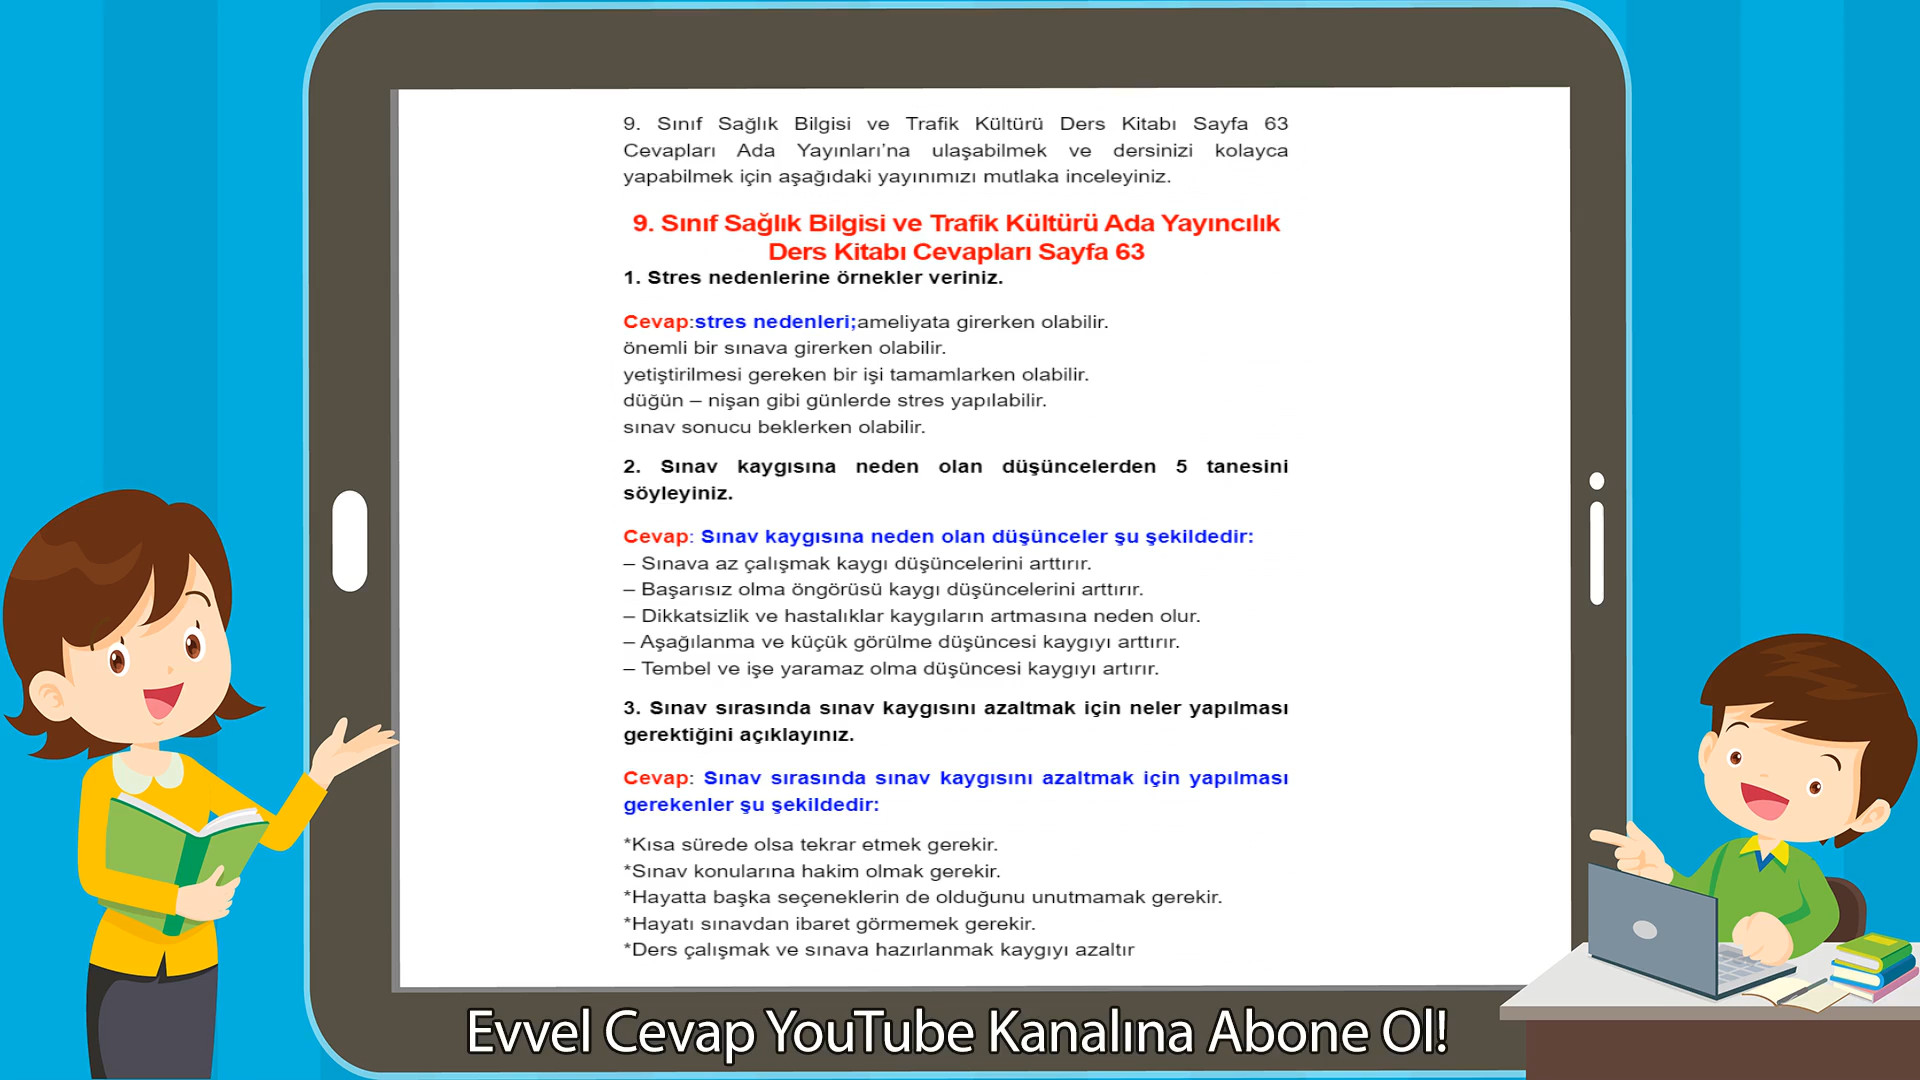 9. Sınıf Sağlık Bilgisi ve Trafik Kültürü Ders Kitabı Sayfa 63
Cevapları Ada Yayınları’na ulaşabilmek ve dersinizi kolayca
yapabilmek için aşağıdaki yayınımızı mutlaka inceleyiniz.
9. Sınıf Sağlık Bilgisi ve Trafik Kültürü Ada Yayıncılık
Ders Kitabı Cevapları Sayfa 63
1. Stres nedenlerine örnekler veriniz.
Cevap:stres nedenleri;ameliyata girerken olabilir.
önemli bir sınava girerken olabilir.
yetiştirilmesi gereken bir işi tamamlarken olabilir.
düğün – nişan gibi günlerde stres yapılabilir.
sınav sonucu beklerken olabilir.
2. Sınav kaygısına neden olan düşüncelerden 5 tanesini
söyleyiniz.
Cevap: Sınav kaygısına neden olan düşünceler şu şekildedir:
– Sınava az çalışmak kaygı düşüncelerini arttırır.
– Başarısız olma öngörüsü kaygı düşüncelerini arttırır.
– Dikkatsizlik ve hastalıklar kaygıların artmasına neden olur.
– Aşağılanma ve küçük görülme düşüncesi kaygıyı arttırır.
– Tembel ve işe yaramaz olma düşüncesi kaygıyı artırır.
3. Sınav sırasında sınav kaygısını azaltmak için neler yapılması
gerektiğini açıklayınız.
Cevap: Sınav sırasında sınav kaygısını azaltmak için yapılması
gerekenler şu şekildedir:
*Kısa sürede olsa tekrar etmek gerekir.
*Sınav konularına hakim olmak gerekir.
*Hayatta başka seçeneklerin de olduğunu unutmamak gerekir.
*Hayatı sınavdan ibaret görmemek gerekir.
*Ders çalışmak ve sınava hazırlanmak kaygıyı azaltır
Evvel Cevap YouTube Kanalına Abone Ol!